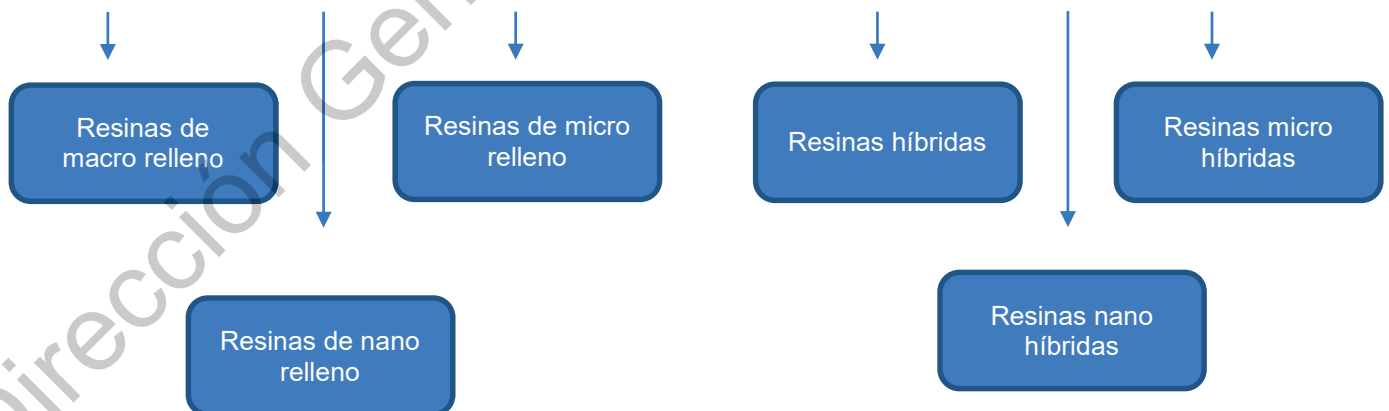 Resinas de
macro relleno
Resinas de micro
relleno
Resinas híbridas
Resinas micro
híbridas
Resinas de nano
relleno
Resinas nano
híbridas
Dirección Gen